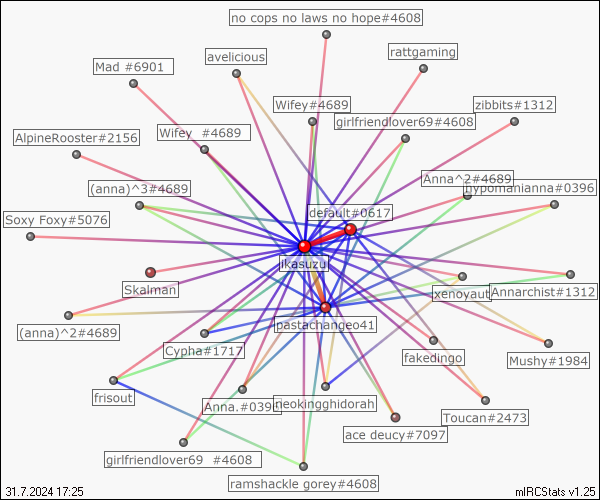 no cops no laws no hope#4608
avelicious
rattgaming
Mad #6901
Wifey#4689
zibbits#1312
girlfriendlover69#4608
Wifey  #4689
AlpineRooster#2156
Anna^2#4689
(anna)^3#4689
hypomanianna#0396
default#0617
Soxy Foxy#5076
ikasuzu
Skalman
xenoyaut
Annarchist#1312
(anna)^2#4689
pastachange041
Cypha#1717
fakedingo
Mushy#1984
frisout
Anna.#0396
neokingghidorah
Toucan#2473
ace deucy#7097
girlfriendlover69  #4608
ramshackle gorey#4608
31.7.2024 17:25
mIRCStats v1.25